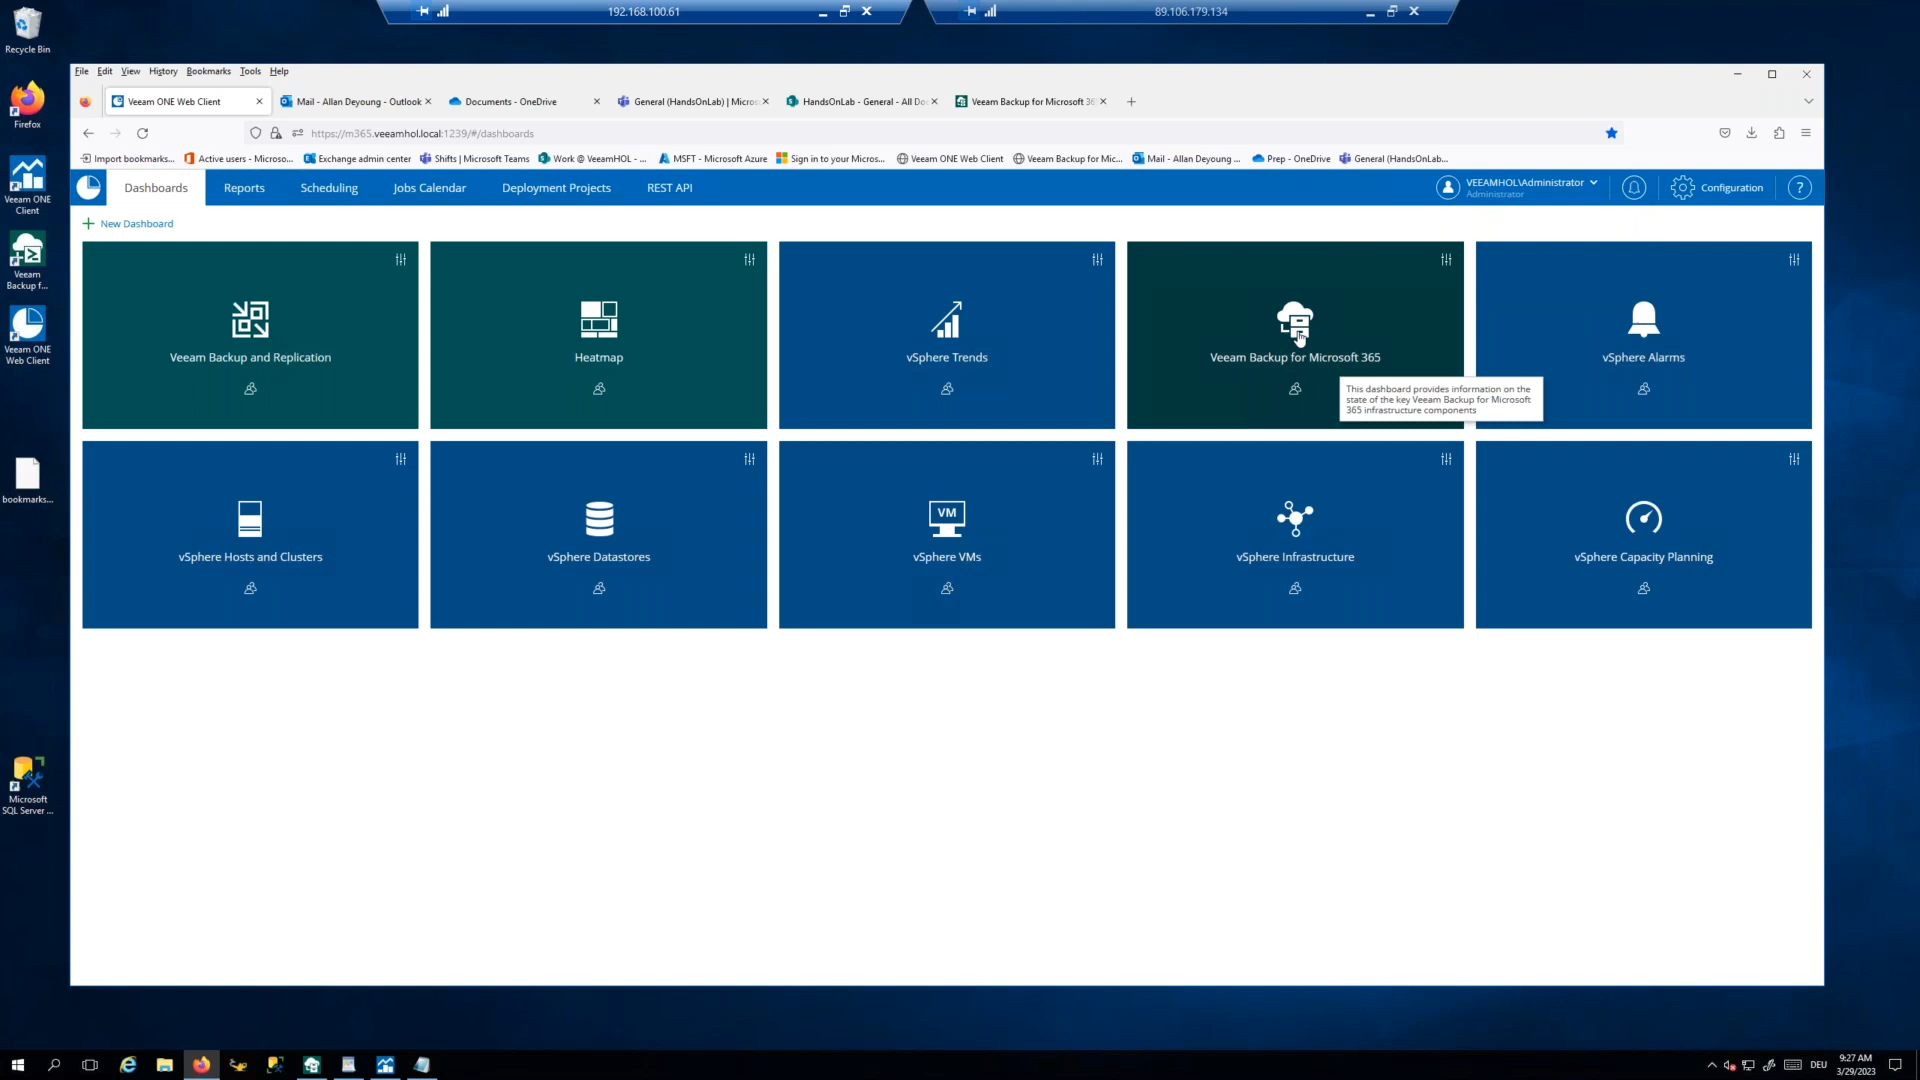 192.168.100.61
89.106.179.134
Recycle Bin
Firefox
Veeam ONE
Client
Veeam
Backup f...
Veeam ONE
Web Client
bookmarks...
Microsoft
SQL Server ...
File Edit View History Bookmarks Tools Help
Veeam ONE Web Client
Mail - Allan Deyoung - Outlook
Documents - OneDrive
General (HandsOnLab) | Micros
HandsOnLab - General - All Do
Veeam Backup for Microsoft 36
https://m365.veeamhol.local:1239/#/dashboards
Import bookmarks...
Active users - Microso...
Exchange admin center
Shifts | Microsoft Teams
Work @ VeeamHOL - ...
MSFT - Microsoft Azure
Sign in to your Micros...
Veeam ONE Web Client
Veeam Backup for Mic...
Mail - Allan Deyoung ...
Prep - OneDrive
General (HandsOnLab...
Dashboards
Reports
Scheduling
Jobs Calendar
Deployment Projects
REST API
VEEAMHOL\Administrator
Administrator
Configuration
?
New Dashboard
Veeam Backup and Replication
Heatmap
vSphere Trends
Veeam Backup for Microsoft 365
vSphere Alarms
This dashboard provides information on the
state of the key Veeam Backup for Microsoft
365 infrastructure components
VM
vSphere Hosts and Clusters
vSphere Datastores
vSphere VMs
vSphere Infrastructure
vSphere Capacity Planning
DEU
9:27 AM
3/29/2023